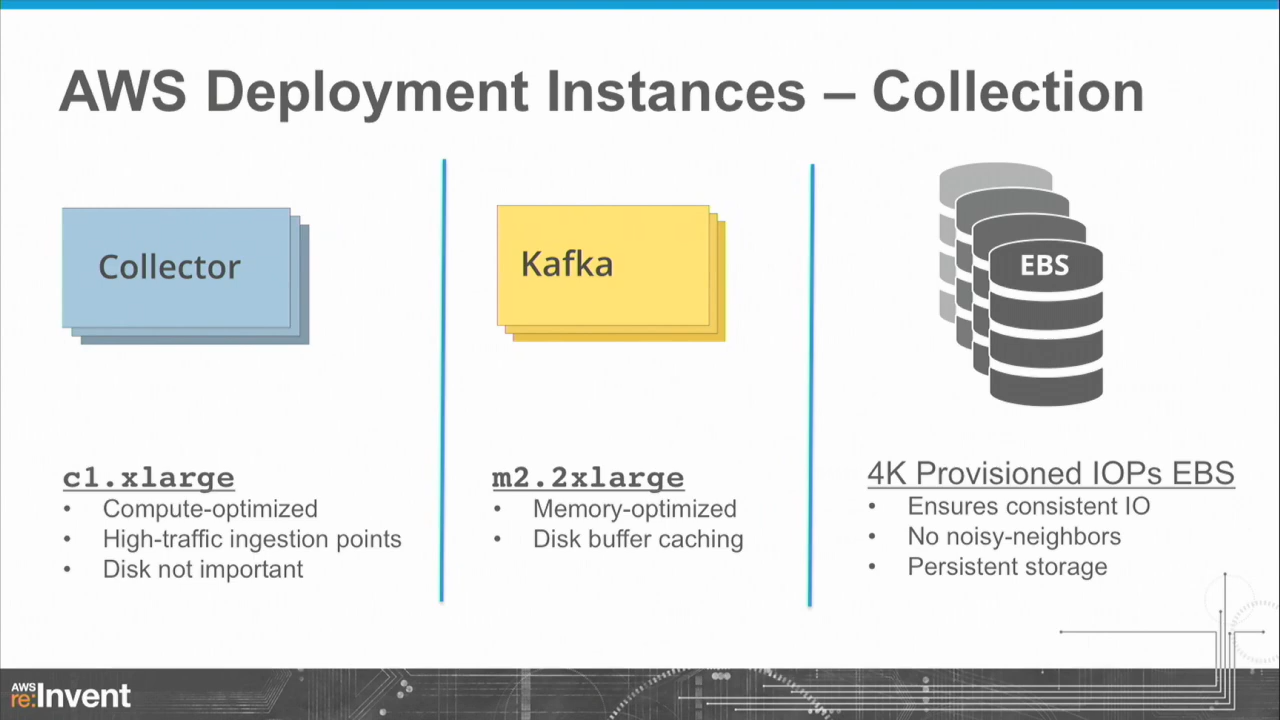 AWS Deployment Instances – Collection
Collector
Kafka
EBS
c1.xlarge
• Compute-optimized
• High-traffic ingestion points
• Disk not important
m2.2xlarge
• Memory-optimized
• Disk buffer caching
4K Provisioned IOPs EBS
• Ensures consistent IO
• No noisy-neighbors
• Persistent storage
AWS
re:Invent